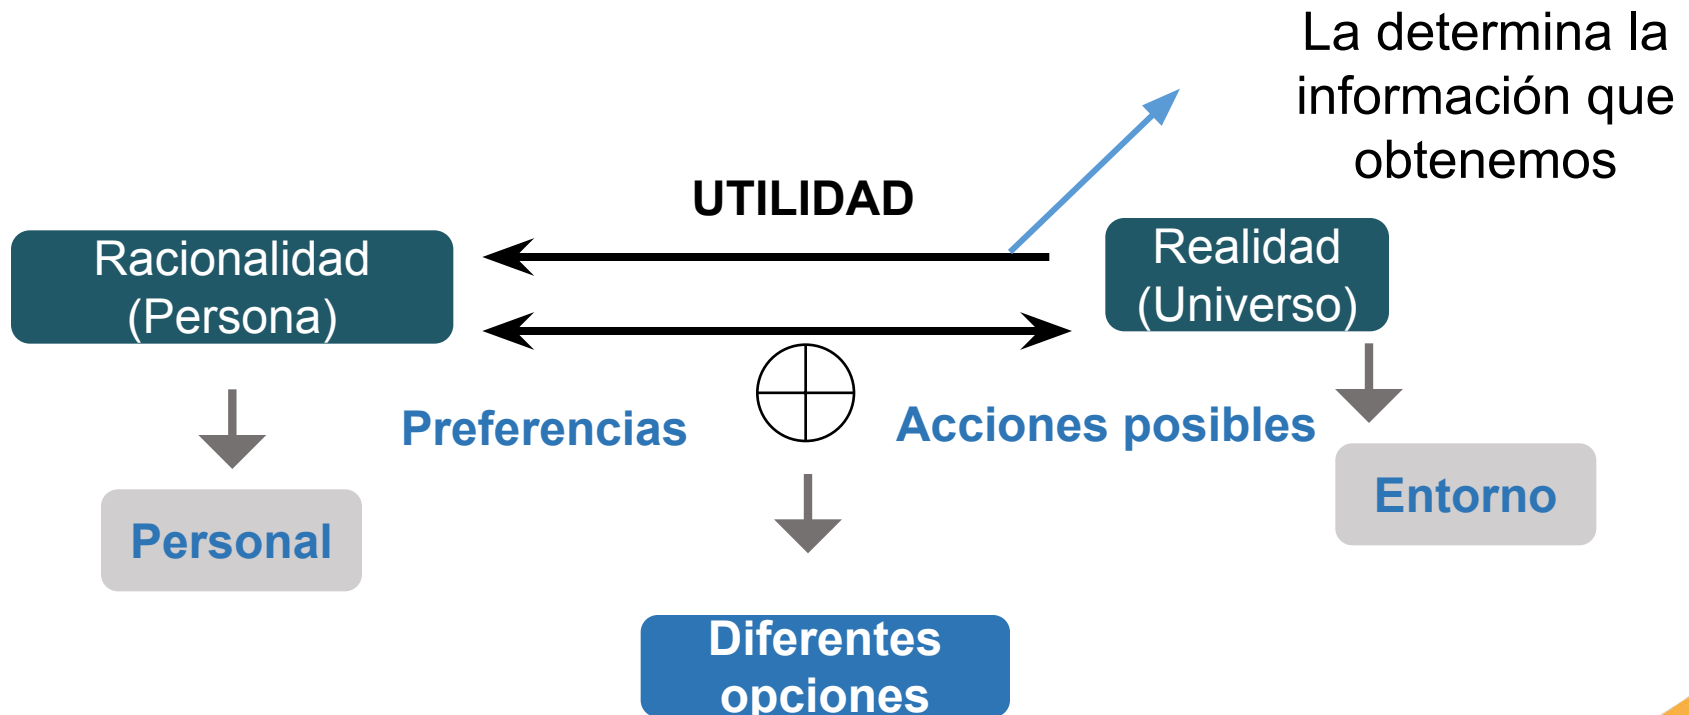 La determina la
información que
obtenemos
UTILIDAD
Racionalidad
(Persona)
Realidad
(Universo)
Preferencias
Acciones posibles
Personal
Entorno
Diferentes
opciones